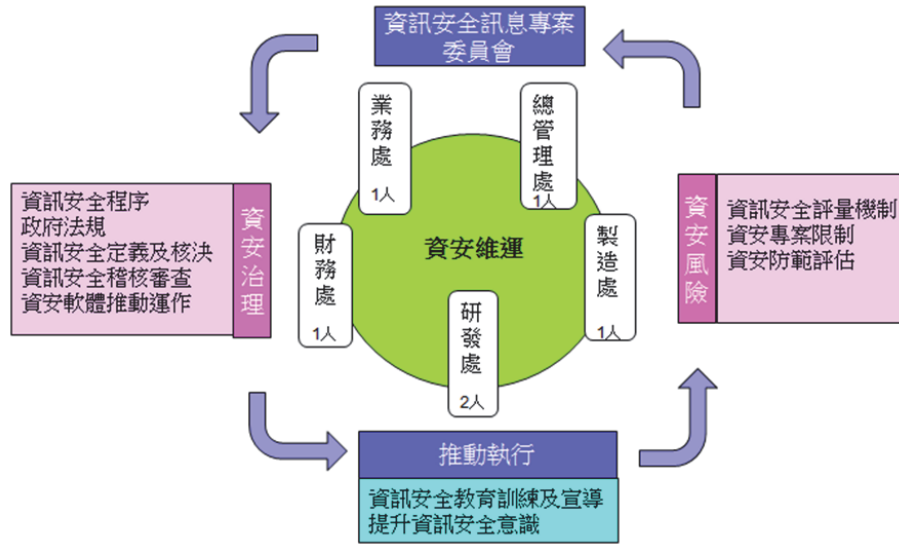 資訊安全訊息專案
委員會
業務處
1人
總管理處
1人
資訊安全程序
政府法規
資訊安全定義及核決
資訊安全稽核審查
資安軟體推動運作
資安治理
財務處
1人
資安維運
製造處
1人
資安風險
資訊安全評量機制
資安專案限制
資安防範評估
研發處
2人
推動執行
資訊安全教育訓練及宣導
提升資訊安全意識